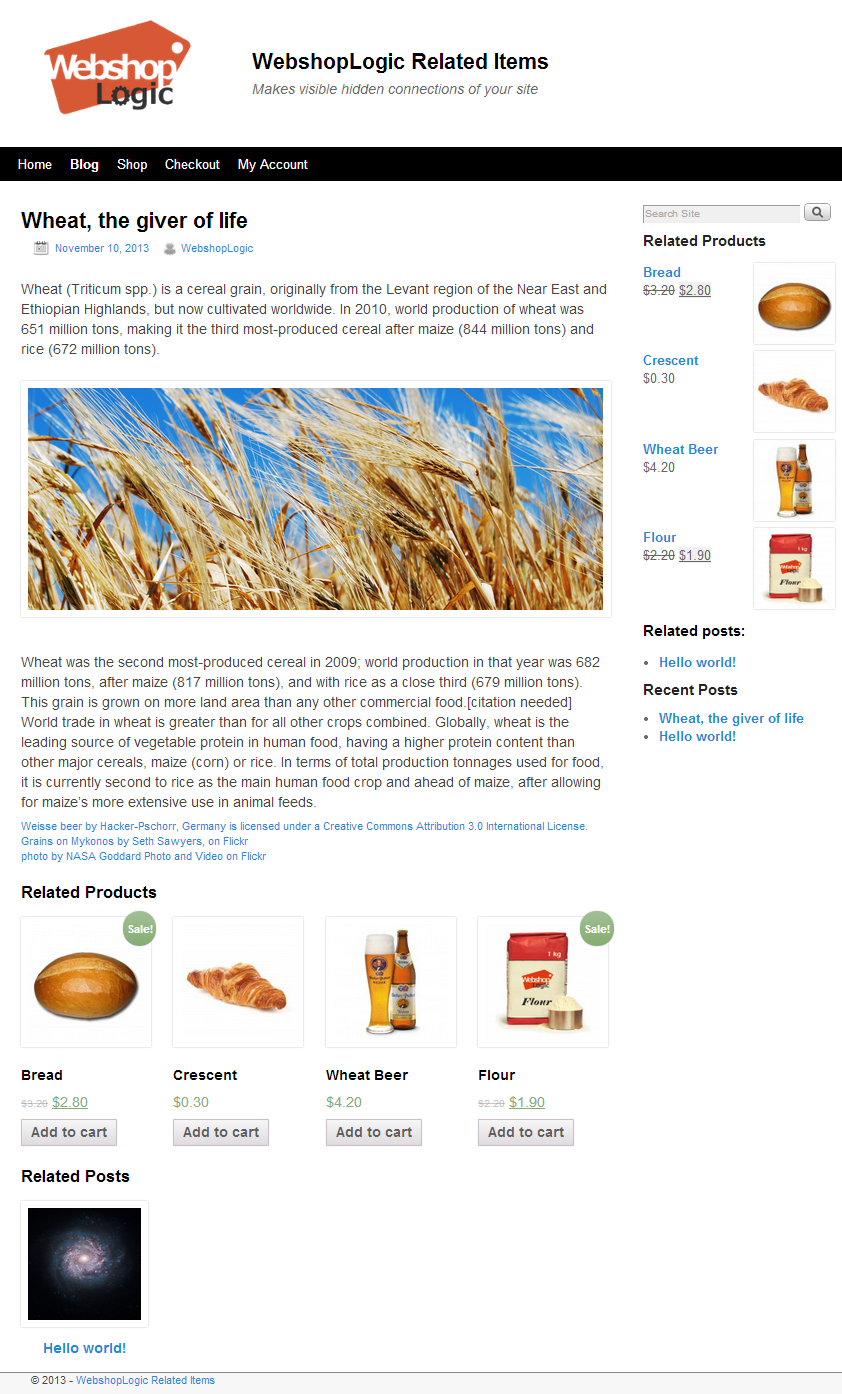 Webshop
Logic
WebshopLogic Related Items
Makes visible hidden connections of your site
Home Blog Shop Checkout My Account
Wheat, the giver of life
November 10, 2013 WebshopLogic
Wheat (Triticum spp.) is a cereal grain, originally from the Levant region of the Near East and
Ethiopian Highlands, but now cultivated worldwide. In 2010, world production of wheat was
651 million tons, making it the third most-produced cereal after maize (844 million tons) and
rice (672 million tons).
Wheat was the second most-produced cereal in 2009; world production in that year was 682
million tons, after maize (817 million tons), and with rice as a close third (679 million tons).
This grain is grown on more land area than any other commercial food.[citation needed]
World trade in wheat is greater than for all other crops combined. Globally, wheat is the
leading source of vegetable protein in human food, having a higher protein content than
other major cereals, maize (corn) or rice. In terms of total production tonnages used for food,
it is currently second to rice as the main human food crop and ahead of maize, after allowing
for maize's more extensive use in animal feeds.
Weisse beer by Hacker-Pschorr, Germany is licensed under a Creative Commons Attribution 3.0 International License.
Grains on Mykonos by Seth Sawyers, on Flickr
photo by NASA Goddard Photo and Video on Flickr
Related Products
Sale!
Sale!
1 kg
Webshop
Logic
Flour
Bread Crescent Wheat Beer Flour
$3.20 $2.80 $0.30 $4.20 $2.20 $1.90
Add to cart Add to cart Add to cart Add to cart
Related Posts
Hello world!
Search Site
Related Products
Bread
$3.20 $2.80
Crescent
$0.30
Wheat Beer
$4.20
Flour
$2.20 $1.90
1 kg
Webshop
Logic
Flour
Related posts:
• Hello world!
Recent Posts
• Wheat, the giver of life
• Hello world!
© 2013 - WebshopLogic Related Items